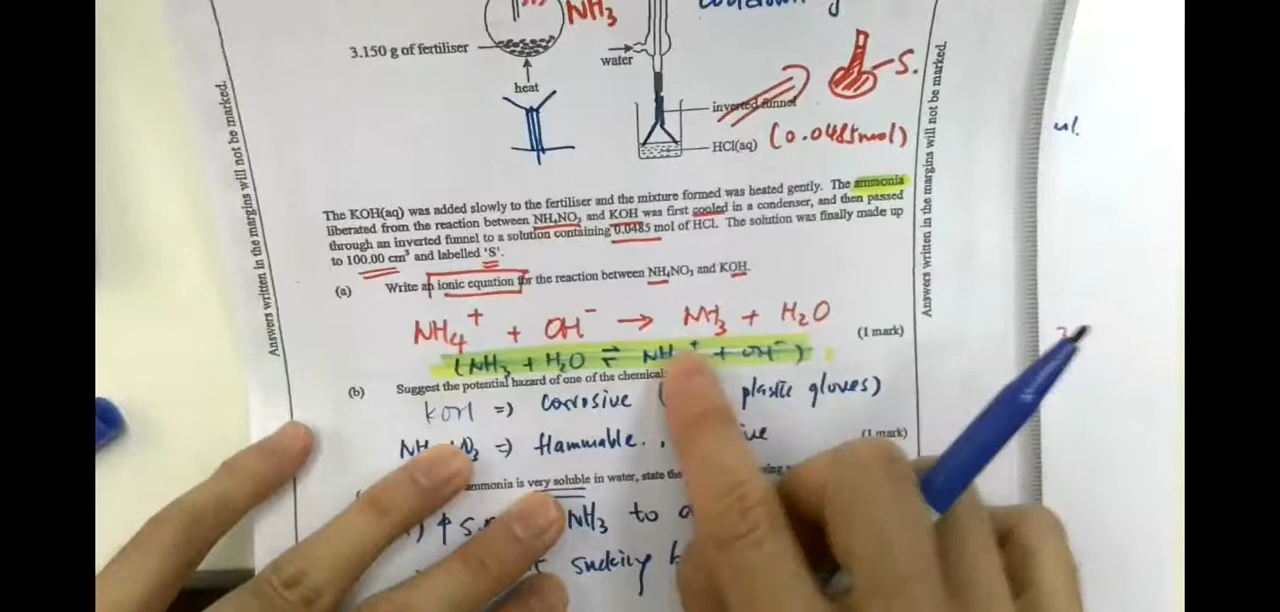 NH3
3.150 g of fertiliser
heat
water
S.
inverted funnel
HCl(aq) (0.0485mol)
Answers written in the margins will not be marked.
Answers written in the margins will not be marked.
The KOH(aq) was added slowly to the fertiliser and the mixture formed was heated gently. The ammonia
liberated from the reaction between NH4NO3 and KOH was first cooled in a condenser, and then passed
through an inverted funnel to a solution containing 0.0485 mol of HCl. The solution was finally made up
to 100.00 cm³ and labelled 'S'.
(a) Write an ionic equation for the reaction between NH4NO3 and KOH.
NH4⁺ + OH⁻ → NH3 + H2O
(1 mark)
(NH3 + H2O ⇌ NH + OH⁻)
(b) Suggest the potential hazard of one of the chemical
KOH => corrosive plastic gloves)
=> flammable.,
(1 mark)
ammonia is very soluble in water, state the
NH3 to
sucking